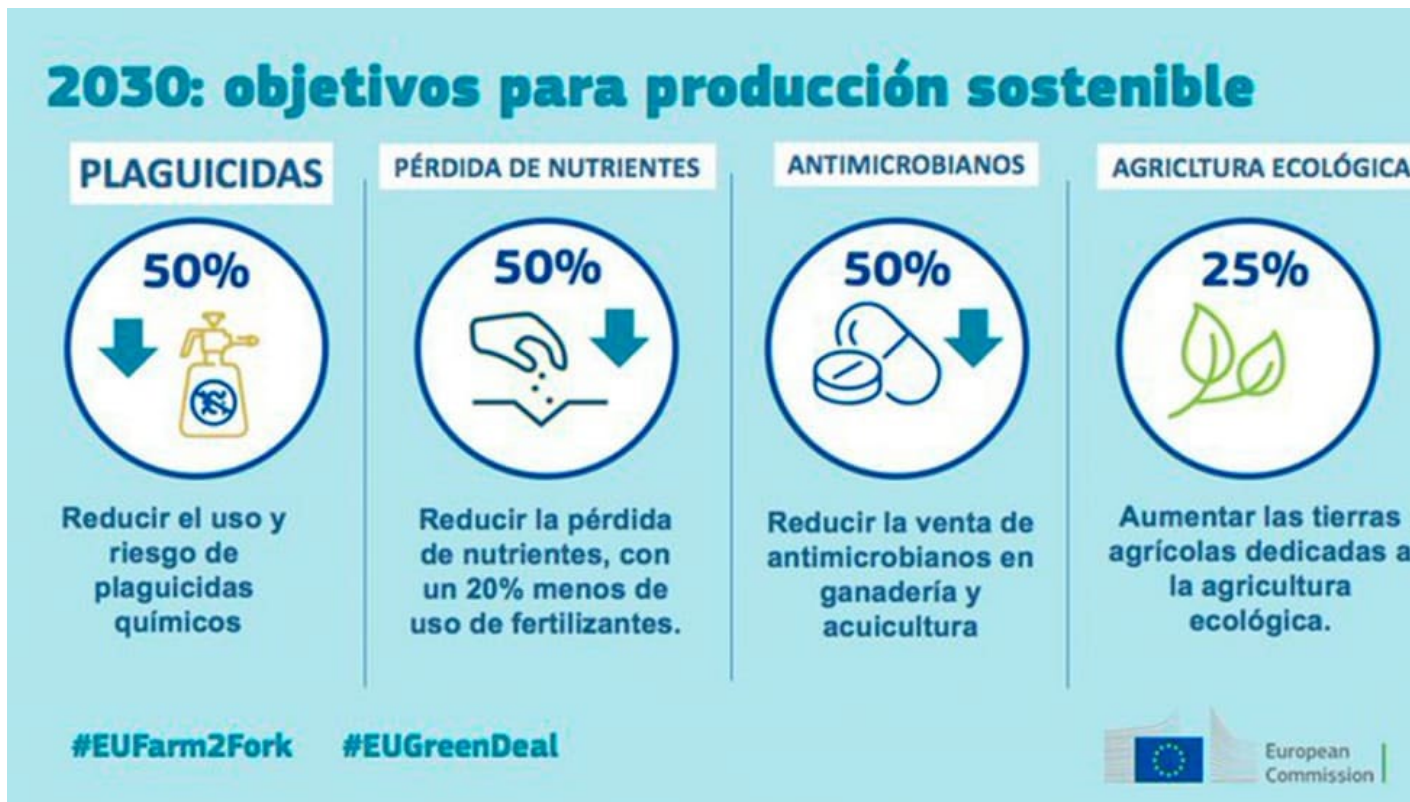 2030: objetivos para producción sostenible
PLAGUICIDAS
50%
Reducir el uso y
riesgo de
plaguicidas
químicos
PÉRDIDA DE NUTRIENTES
50%
Reducir la pérdida
de nutrientes, con
un 20% menos de
uso de fertilizantes.
ANTIMICROBIANOS
50%
Reducir la venta de
antimicrobianos en
ganadería y
acuicultura
AGRICLTURA ECOLÓGICA
25%
Aumentar las tierras
agrícolas dedicadas a
la agricultura
ecológica.
#EUFarm2Fork #EUGreenDeal
European
Commission